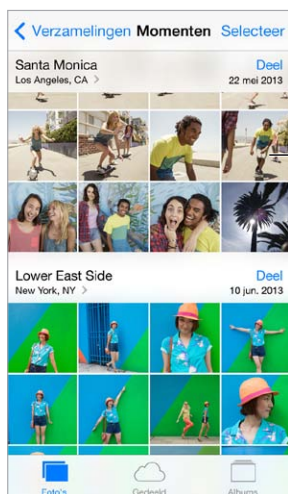 Verzamelingen Momenten Selecteer
Santa Monica Deel
Los Angeles, CA > 22 mei 2013
Lower East Side Deel
New York, NY > 10 jun. 2013
Foto's Gedeeld Albums